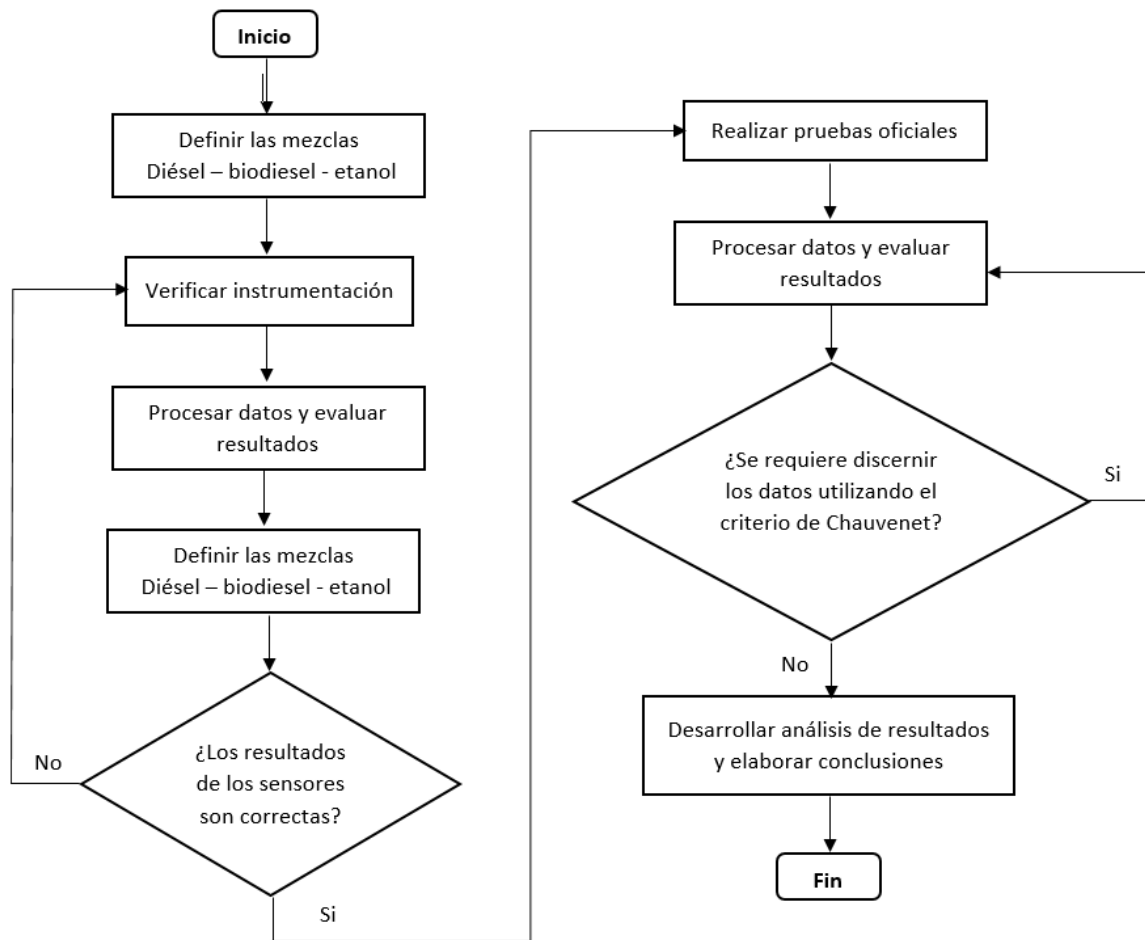 Inicio
Definir las mezclas
Diésel – biodiesel - etanol
Verificar instrumentación
Procesar datos y evaluar
resultados
Definir las mezclas
Diésel – biodiesel - etanol
¿Los resultados
de los sensores
son correctas?
No
Si
Realizar pruebas oficiales
Procesar datos y evaluar
resultados
¿Se requiere discernir
los datos utilizando el
criterio de Chauvenet?
Si
No
Desarrollar análisis de resultados
y elaborar conclusiones
Fin